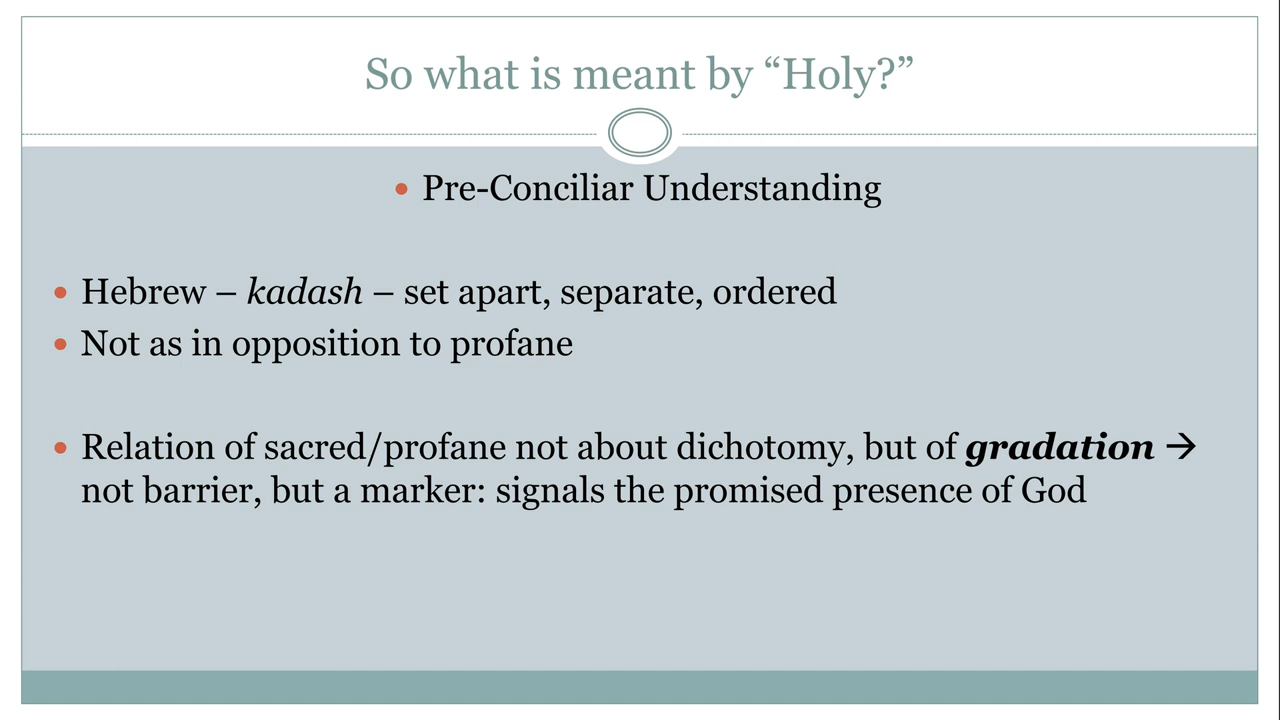 So what is meant by “Holy?”
• Pre-Conciliar Understanding
• Hebrew – kadash – set apart, separate, ordered
• Not as in opposition to profane
• Relation of sacred/profane not about dichotomy, but of gradation →
not barrier, but a marker: signals the promised presence of God